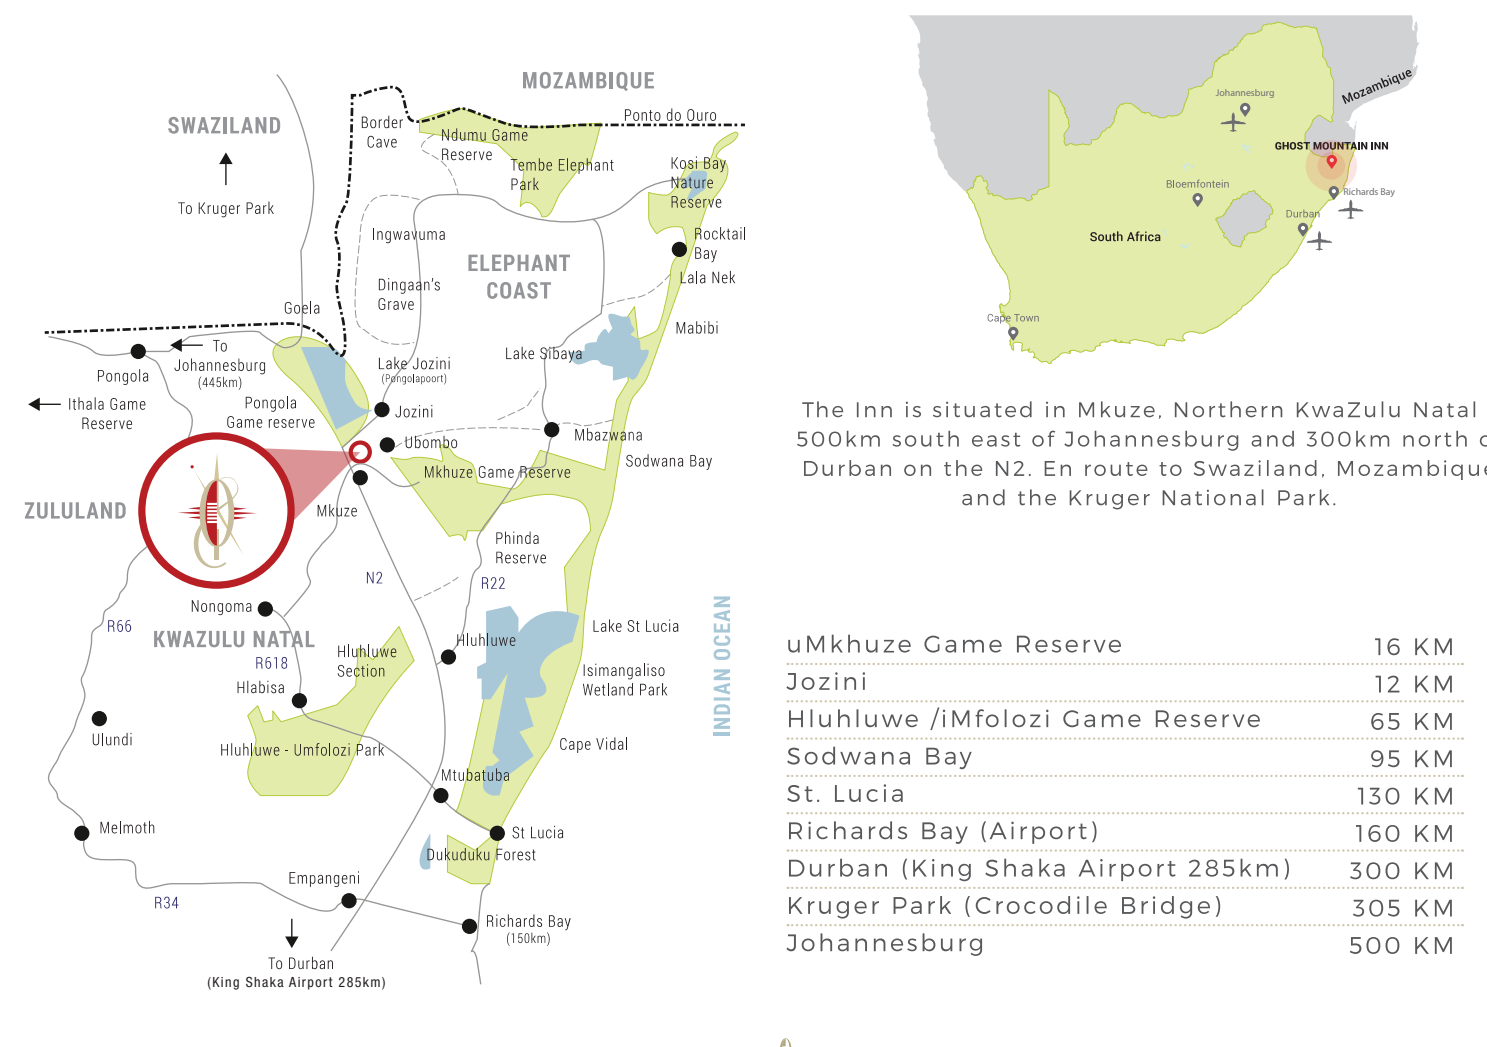 MOZAMBIQUE
Ponto do Ouro
SWAZILAND
Border
Cave
Ndumu Game
Reserve
Tembe Elephant
Park
Kosi Bay
Nature
Reserve
To Kruger Park
Ingwavuma
Rocktail
Bay
ELEPHANT
COAST
Lala Nek
Dingaan's
Grave
Goela
Mabibi
To
Johannesburg
(445km)
Lake Sibaya
Lake Jozini
(Pongolapoort)
Pongola
Ithala Game
Reserve
Pongola
Game reserve
Jozini
Ubombo
Mbazwana
Sodwana Bay
Mkhuze Game Reserve
ZULULAND
Mkuze
Phinda
Reserve
N2
R22
Nongoma
R66
KWAZULU NATAL
R618
Hluhluwe
Section
Hluhluwe
Lake St Lucia
INDIAN OCEAN
Isimangaliso
Wetland Park
Hlabisa
Ulundi
Hluhluwe - Umfolozi Park
Cape Vidal
Mtubatuba
Melmoth
St Lucia
Dukuduku Forest
Empangeni
R34
Richards Bay
(150km)
To Durban
(King Shaka Airport 285km)
Mozambique
Johannesburg
GHOST MOUNTAIN INN
Bloemfontein
Richards Bay
Durban
South Africa
Cape Town
The Inn is situated in Mkuze, Northern KwaZulu Natal
500km south east of Johannesburg and 300km north
Durban on the N2. En route to Swaziland, Mozambique
and the Kruger National Park.
uMkhuze Game Reserve 16 KM
Jozini 12 KM
Hluhluwe /iMfolozi Game Reserve 65 KM
Sodwana Bay 95 KM
St. Lucia 130 KM
Richards Bay (Airport) 160 KM
Durban (King Shaka Airport 285km) 300 KM
Kruger Park (Crocodile Bridge) 305 KM
Johannesburg 500 KM